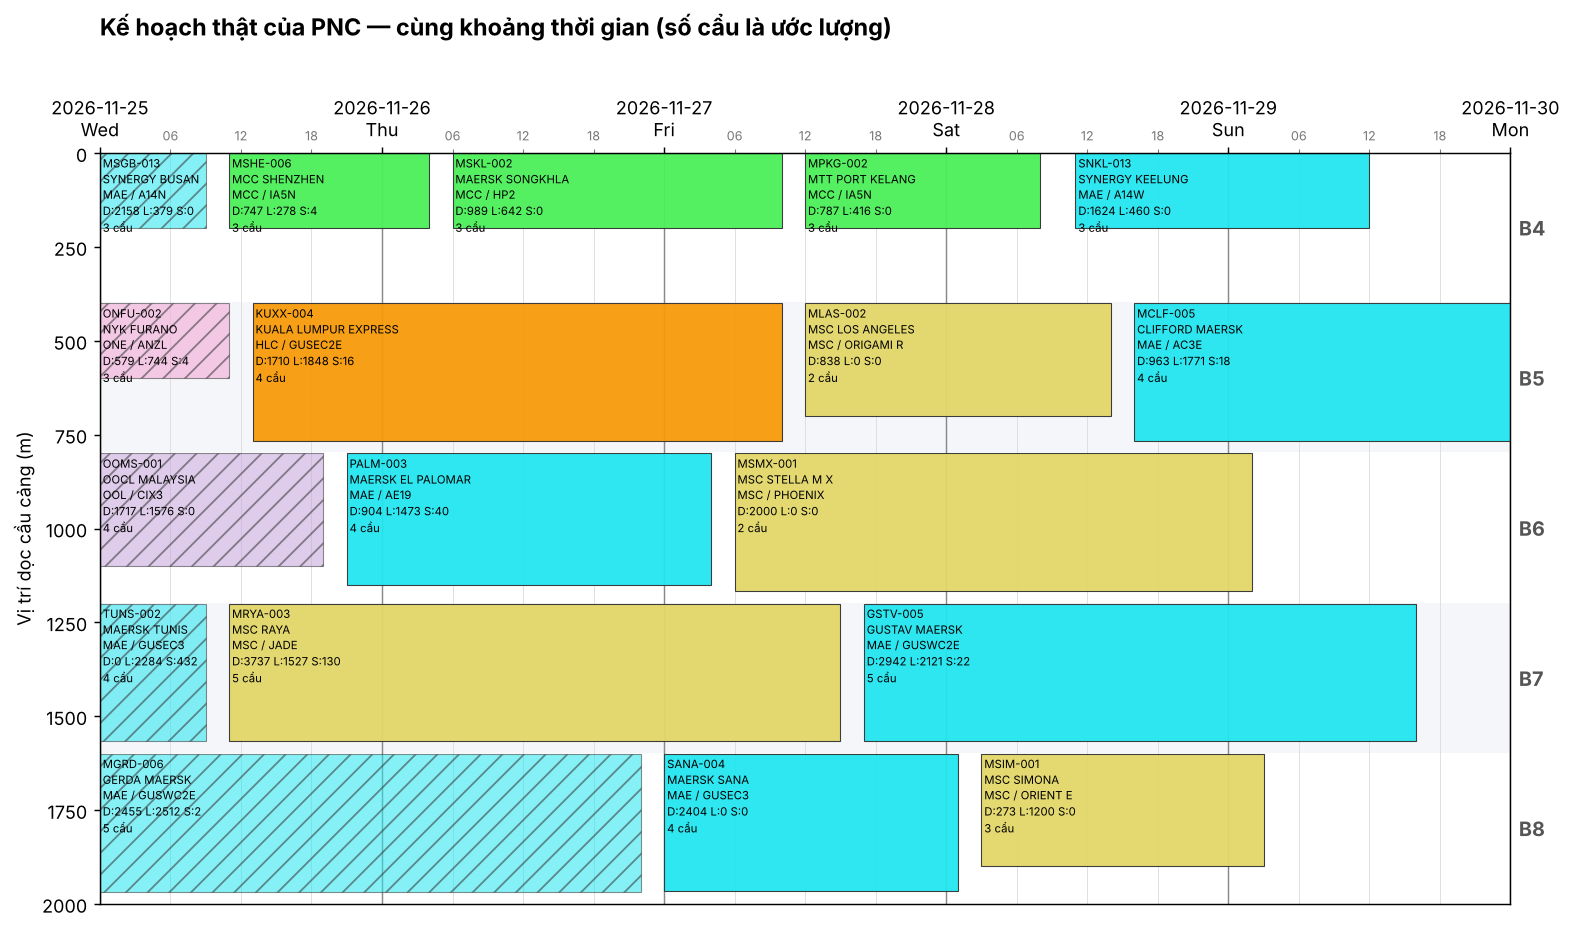 Kế hoạch thật của PNC — cùng khoảng thời gian (số cẩu là ước lượng)
2026-11-25 2026-11-26 2026-11-27 2026-11-28 2026-11-29 2026-11-30
Wed 06 12 18 Thu 06 12 18 Fri 06 12 18 Sat 06 12 18 Sun 06 12 18 Mon
Vị trí dọc cầu cảng (m)
0
250
500
750
1000
1250
1500
1750
2000
MSGB-013
SYNERGY BUSAN
MAE / A14N
D:2158 L:379 S:0
3 cẩu
MSHE-006
MCC SHENZHEN
MCC / IA5N
D:747 L:278 S:4
3 cẩu
MSKL-002
MAERSK SONGKHLA
MCC / HP2
D:989 L:642 S:0
3 cẩu
MPKG-002
MTT PORT KELANG
MCC / IA5N
D:787 L:416 S:0
3 cẩu
SNKL-013
SYNERGY KEELUNG
MAE / A14W
D:1624 L:460 S:0
3 cẩu
B4
ONFU-002
NYK FURANO
ONE / ANZL
D:579 L:744 S:4
3 cẩu
KUXX-004
KUALA LUMPUR EXPRESS
HLC / GUSEC2E
D:1710 L:1848 S:16
4 cẩu
MLAS-002
MSC LOS ANGELES
MSC / ORIGAMI R
D:838 L:0 S:0
2 cẩu
MCLF-005
CLIFFORD MAERSK
MAE / AC3E
D:963 L:1771 S:18
4 cẩu
B5
OOMS-001
OOCL MALAYSIA
OOL / CIX3
D:1717 L:1576 S:0
4 cẩu
PALM-003
MAERSK EL PALOMAR
MAE / AE19
D:904 L:1473 S:40
4 cẩu
MSMX-001
MSC STELLA M X
MSC / PHOENIX
D:2000 L:0 S:0
2 cẩu
B6
TUNS-002
MAERSK TUNIS
MAE / GUSEC3
D:0 L:2284 S:432
4 cẩu
MRYA-003
MSC RAYA
MSC / JADE
D:3737 L:1527 S:130
5 cẩu
GSTV-005
GUSTAV MAERSK
MAE / GUSWC2E
D:2942 L:2121 S:22
5 cẩu
B7
MGRD-006
GERDA MAERSK
MAE / GUSWC2E
D:2455 L:2512 S:2
5 cẩu
SANA-004
MAERSK SANA
MAE / GUSEC3
D:2404 L:0 S:0
4 cẩu
MSIM-001
MSC SIMONA
MSC / ORIENT E
D:273 L:1200 S:0
3 cẩu
B8